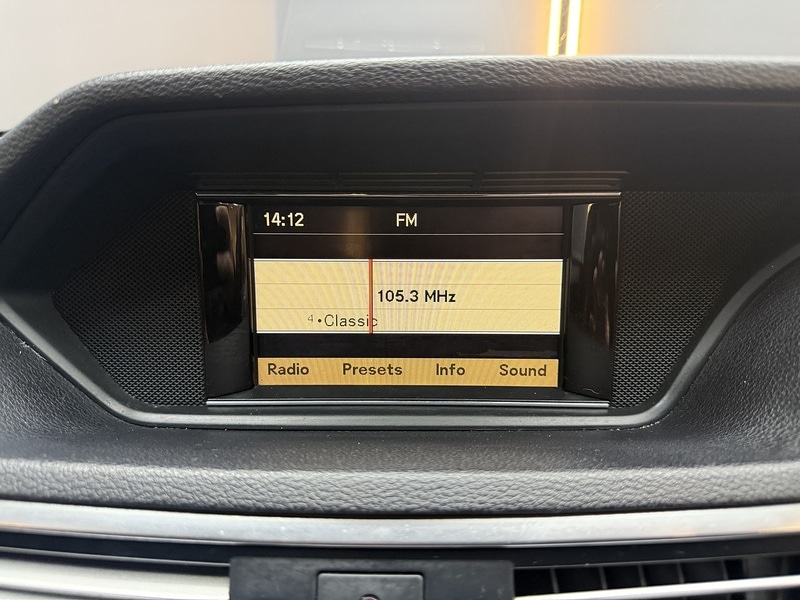 14:12 FM
105.3 MHz
4•Classic
Radio Presets Info Sound